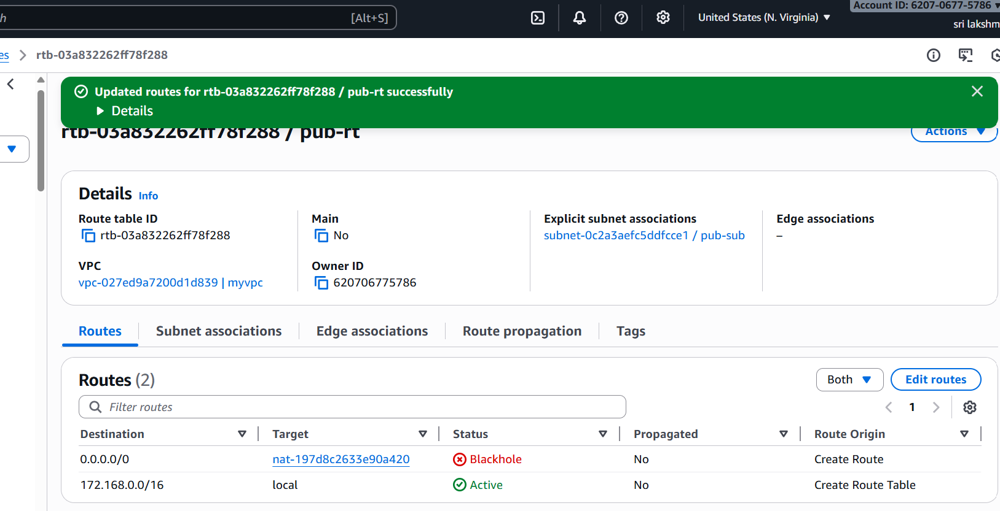 h
[Alt+S]
United States (N. Virginia)
Account ID: 6207-0677-5786
sri lakshm
es
rtb-03a832262ff78f288
Updated routes for rtb-03a832262ff78f288 / pub-rt successfully
Details
rtb-03a832262ff78f288 / pub-rt
Actions
Details Info
Route table ID
rtb-03a832262ff78f288
Main
No
Explicit subnet associations
subnet-0c2a3aefc5ddfcce1 / pub-sub
Edge associations
–
VPC
vpc-027ed9a7200d1d839 | myvpc
Owner ID
620706775786
Routes
Subnet associations
Edge associations
Route propagation
Tags
Routes (2)
Both
Edit routes
Filter routes
1
Destination Target Status Propagated Route Origin
0.0.0.0/0 nat-197d8c2633e90a420 Blackhole No Create Route
172.168.0.0/16 local Active No Create Route Table